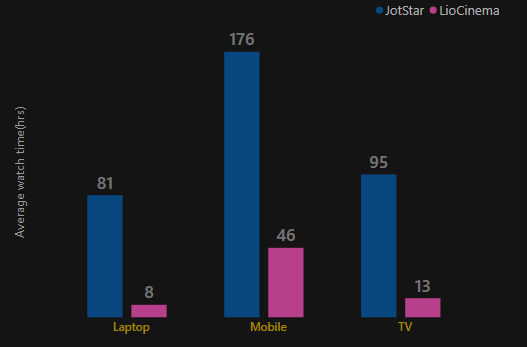 JotStar LioCinema
Average watch time(hrs)
176
95
81
46
13
8
Laptop Mobile TV